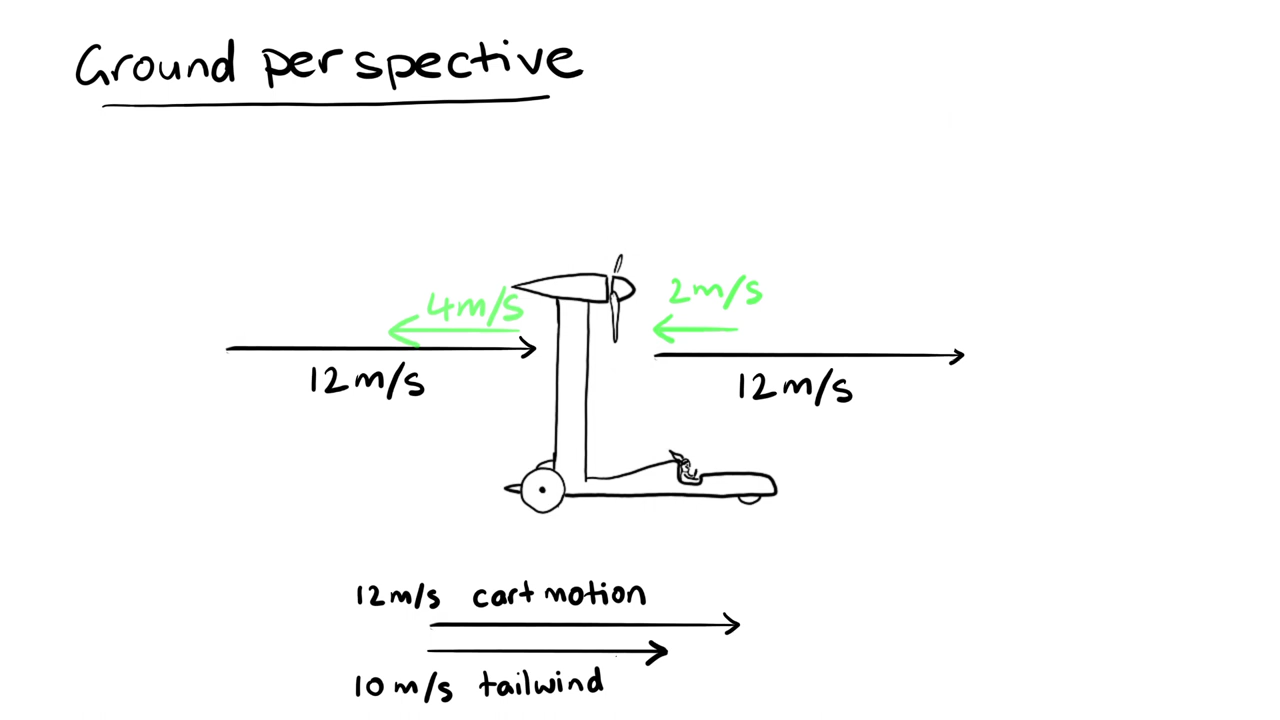 Ground perspective
4m/s
2m/s
12m/s
12m/s
12m/s cart motion
10m/s tailwind